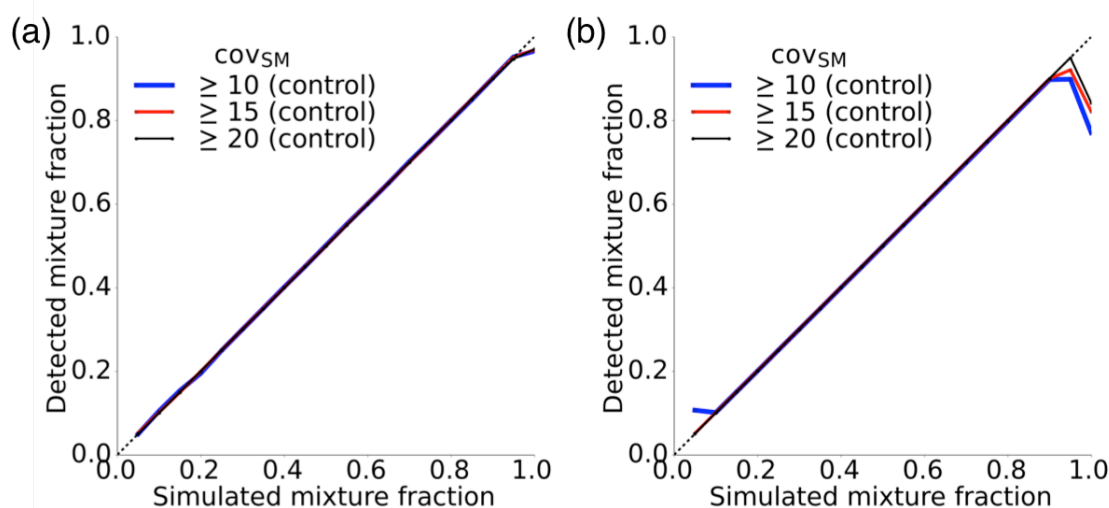 (a)
1.0
0.8
0.6
0.4
0.2
0.0
Detected mixture fraction
cov_SM
≥ 10 (control)
≥ 15 (control)
≥ 20 (control)
0.0 0.2 0.4 0.6 0.8 1.0
Simulated mixture fraction
(b)
1.0
0.8
0.6
0.4
0.2
0.0
Detected mixture fraction
cov_SM
≥ 10 (control)
≥ 15 (control)
≥ 20 (control)
0.0 0.2 0.4 0.6 0.8 1.0
Simulated mixture fraction